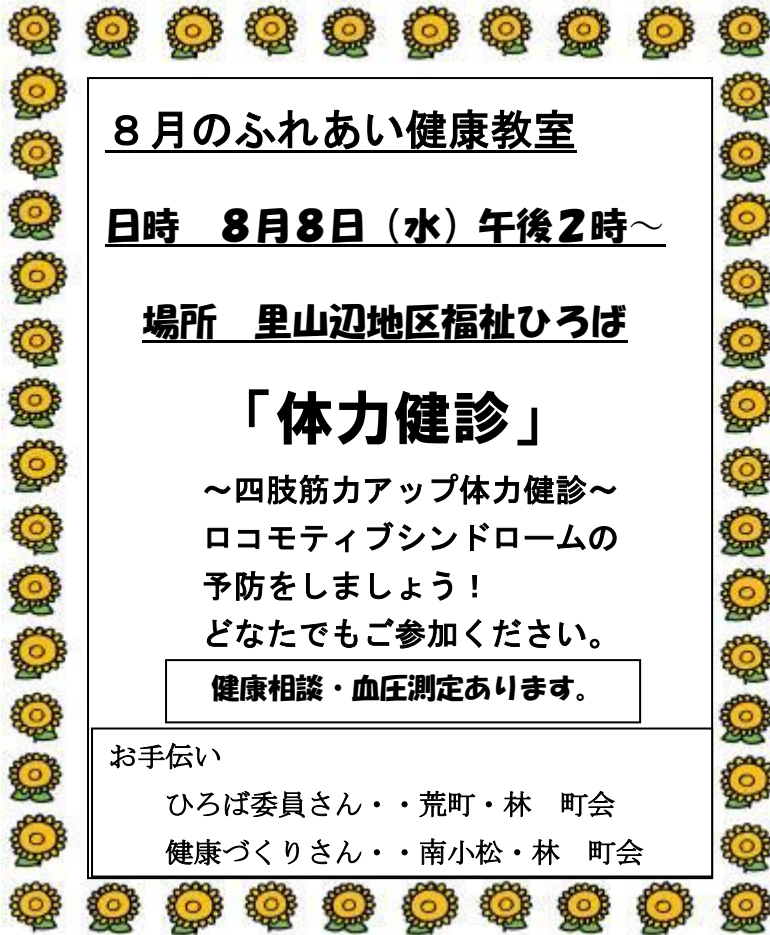 ８月のふれあい健康教室
日時　８月８日（水）午後２時～
場所　里山辺地区福祉ひろば
「体力健診」
～四肢筋力アップ体力健診～
ロコモティブシンドロームの
予防をしましょう！
どなたでもご参加ください。
健康相談・血圧測定あります。
お手伝い
ひろば委員さん・・荒町・林　町会
健康づくりさん・・南小松・林　町会